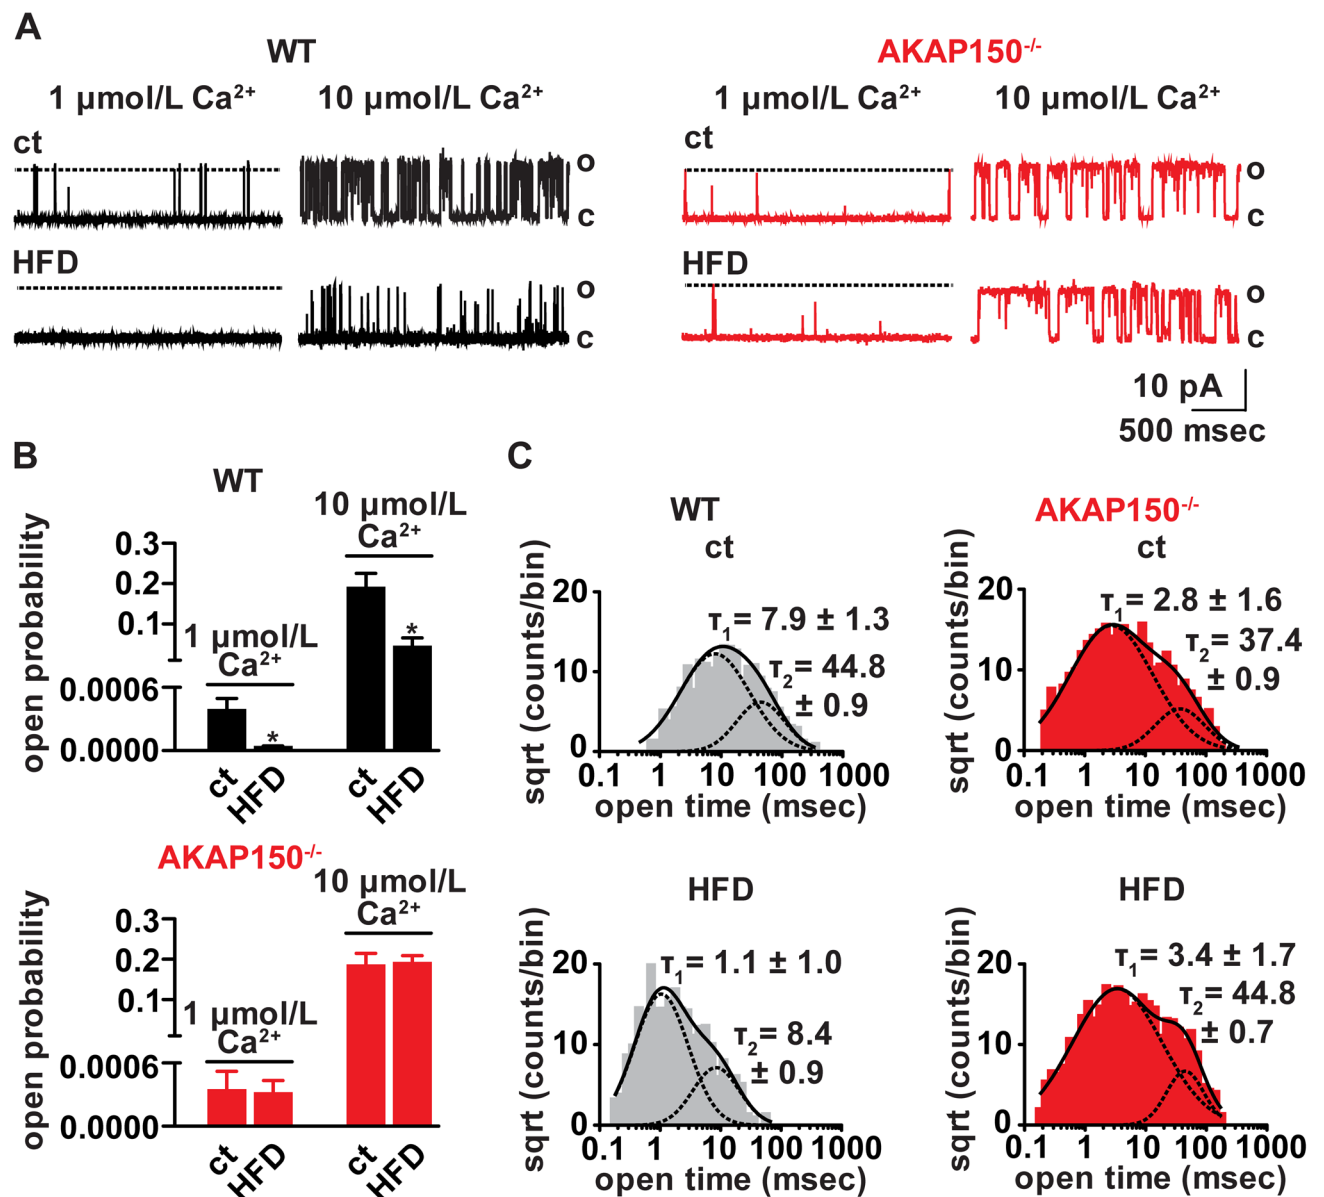 A
WT
AKAP150-/-
1 µmol/L Ca2+
10 µmol/L Ca2+
1 µmol/L Ca2+
10 µmol/L Ca2+
ct
o
c
ct
o
c
HFD
o
c
HFD
o
c
10 pA
500 msec
B
WT
10 µmol/L
Ca2+
1 µmol/L
Ca2+
open probability
0.3
0.2
0.1
0.0006
0.0000
*
*
ct
HFD
ct
HFD
AKAP150-/-
10 µmol/L
Ca2+
1 µmol/L
Ca2+
open probability
0.3
0.2
0.1
0.0006
0.0000
ct
HFD
ct
HFD
C
WT
ct
sqrt (counts/bin)
20
10
0
τ1= 7.9 ± 1.3
τ2= 44.8
± 0.9
0.1 1 10 100 1000
open time (msec)
AKAP150-/-
ct
sqrt (counts/bin)
20
10
0
τ1= 2.8 ± 1.6
τ2= 37.4
± 0.9
0.1 1 10 100 1000
open time (msec)
HFD
sqrt (counts/bin)
20
10
0
τ1= 1.1 ± 1.0
τ2= 8.4
± 0.9
0.1 1 10 100 1000
open time (msec)
HFD
sqrt (counts/bin)
20
10
0
τ1= 3.4 ± 1.7
τ2= 44.8
± 0.7
0.1 1 10 100 1000
open time (msec)